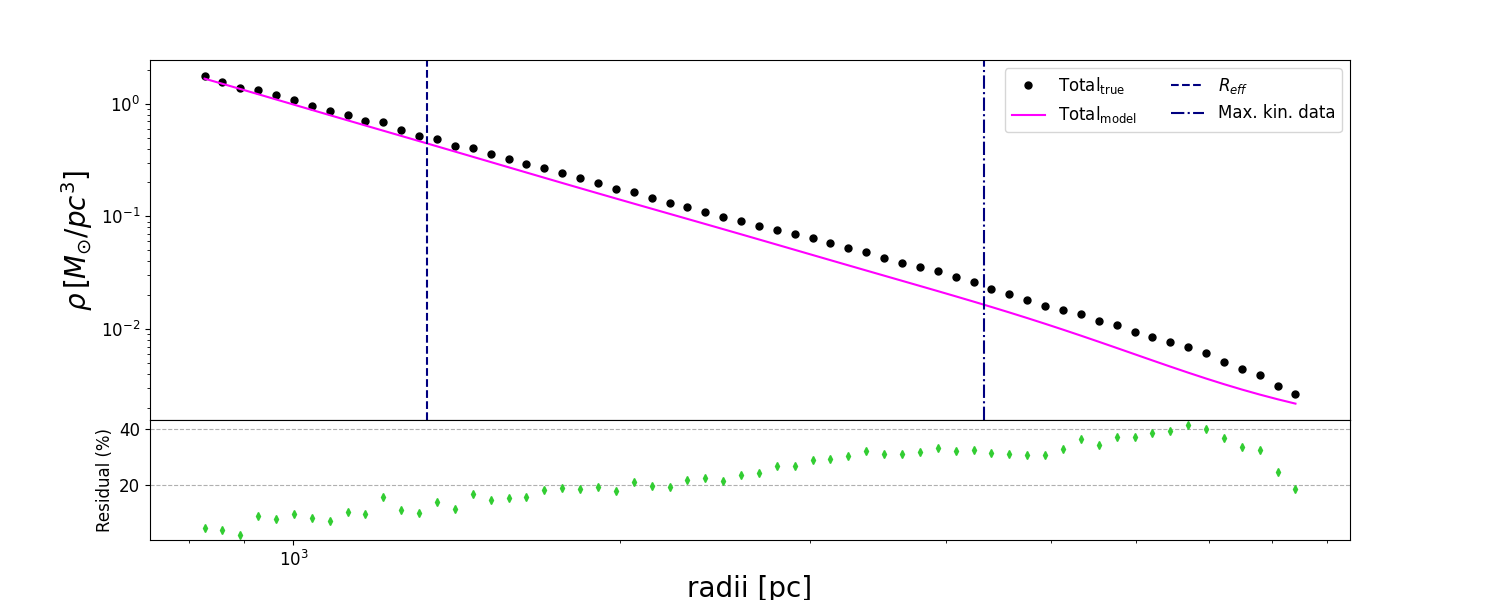 Total_true
R_eff
Total_model
Max. kin. data
ρ [M_⊙/pc^3]
10^0
10^−1
10^−2
Residual (%)
40
20
10^3
radii [pc]